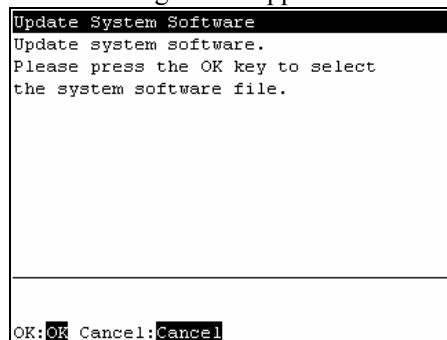 Update System Software
Update system software.
Please press the OK key to select
the system software file.
OK:OK Cancel:Cancel